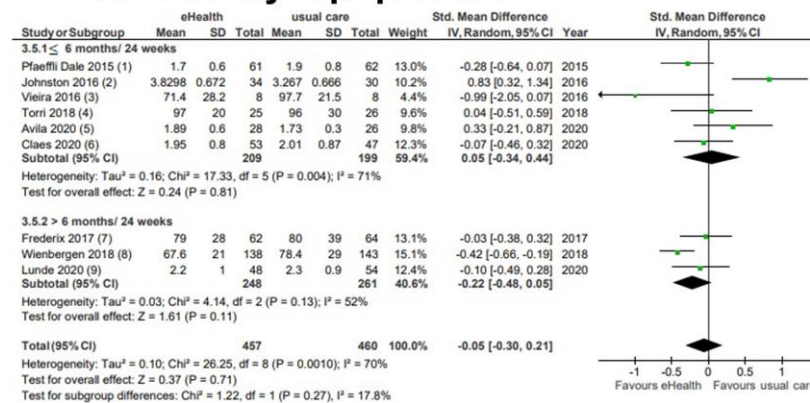 eHealth usual care Std. Mean Difference Std. Mean Difference
Study or Subgroup Mean SD Total Mean SD Total Weight IV, Random, 95% CI Year IV, Random, 95% CI
3.5.1 ≤ 6 months/ 24 weeks
Pfaeffli Dale 2015 (1) 1.7 0.6 61 1.9 0.8 62 13.0% -0.28 [-0.64, 0.07] 2015
Johnston 2016 (2) 3.8298 0.672 34 3.267 0.666 30 10.0% 0.83 [0.32, 1.34] 2016
Vieira 2016 (3) 71.4 28.2 8 97.7 21.5 8 4.4% -0.99 [-2.05, 0.07] 2016
Torri 2018 (4) 97 20 25 96 30 26 9.6% 0.04 [-0.51, 0.59] 2018
Avila 2020 (5) 1.89 0.6 28 1.73 0.3 26 9.9% 0.33 [-0.21, 0.87] 2020
Claes 2020 (6) 1.95 0.8 53 2.01 0.87 47 12.3% -0.07 [-0.46, 0.32] 2020
Subtotal (95% CI) 209 199 59.4% 0.05 [-0.34, 0.44]
Heterogeneity: Tau² = 0.16; Chi² = 17.33, df = 5 (P = 0.004); I² = 71%
Test for overall effect: Z = 0.24 (P = 0.81)
3.5.2 > 6 months/ 24 weeks
Frederix 2017 (7) 79 28 62 80 39 64 13.1% -0.03 [-0.38, 0.32] 2017
Wienbergen 2018 (8) 67.6 21 138 78.4 29 143 15.1% -0.42 [-0.66, -0.19] 2018
Lunde 2020 (9) 2.2 1 48 2.3 0.9 54 12.4% -0.10 [-0.49, 0.28] 2020
Subtotal (95% CI) 248 261 40.6% -0.22 [-0.48, 0.05]
Heterogeneity: Tau² = 0.03; Chi² = 4.14, df = 2 (P = 0.13); I² = 52%
Test for overall effect: Z = 1.61 (P = 0.11)
Total (95% CI) 457 460 100.0% -0.05 [-0.30, 0.21]
Heterogeneity: Tau² = 0.10; Chi² = 26.25, df = 8 (P = 0.0010); I² = 70%
Test for overall effect: Z = 0.37 (P = 0.71)
Test for subgroup differences: Chi² = 1.22, df = 1 (P = 0.27), I² = 17.8%
-1 -0.5 0 0.5 1
Favours eHealth Favours usual care